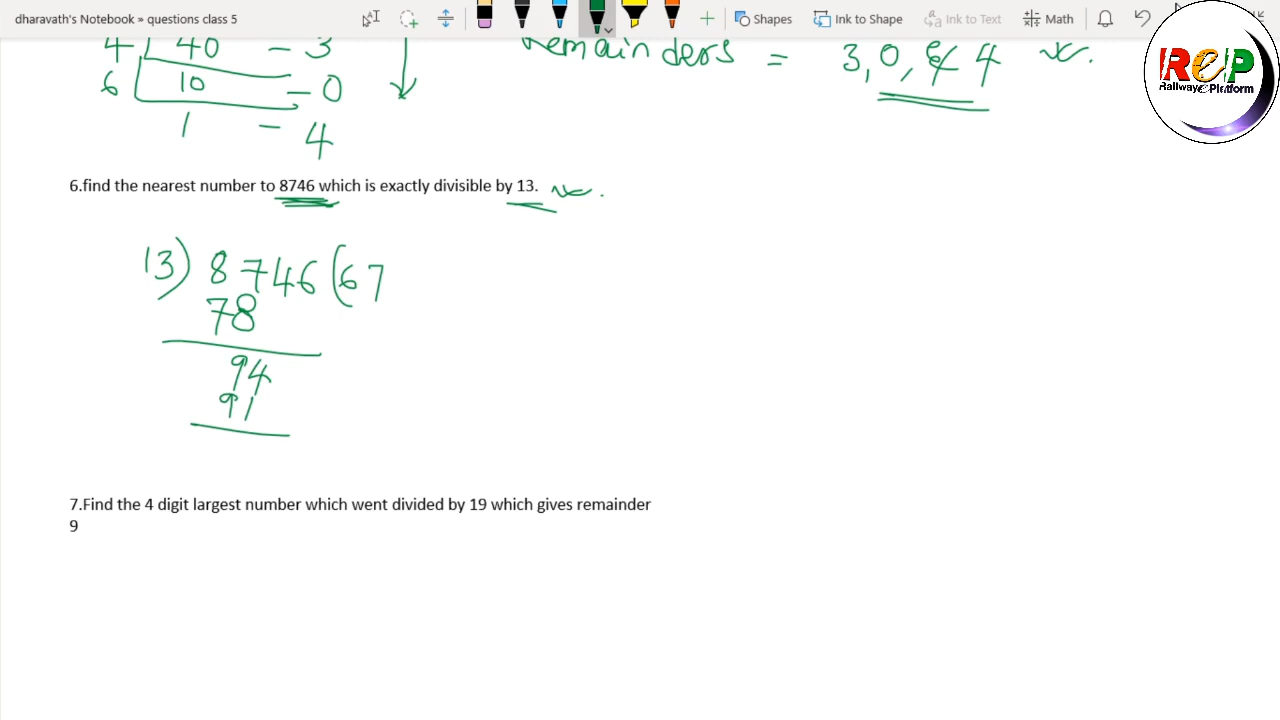 dharavath's Notebook » questions class 5
Shapes Ink to Shape Ink to Text Math
ReP
Railway Platform
4 40 - 3
Remainders = 3, 0, & 4
6 10 - 0
1 - 4
6.find the nearest number to 8746 which is exactly divisible by 13.
13) 8746 (67
78
94
91
7.Find the 4 digit largest number which went divided by 19 which gives remainder
9